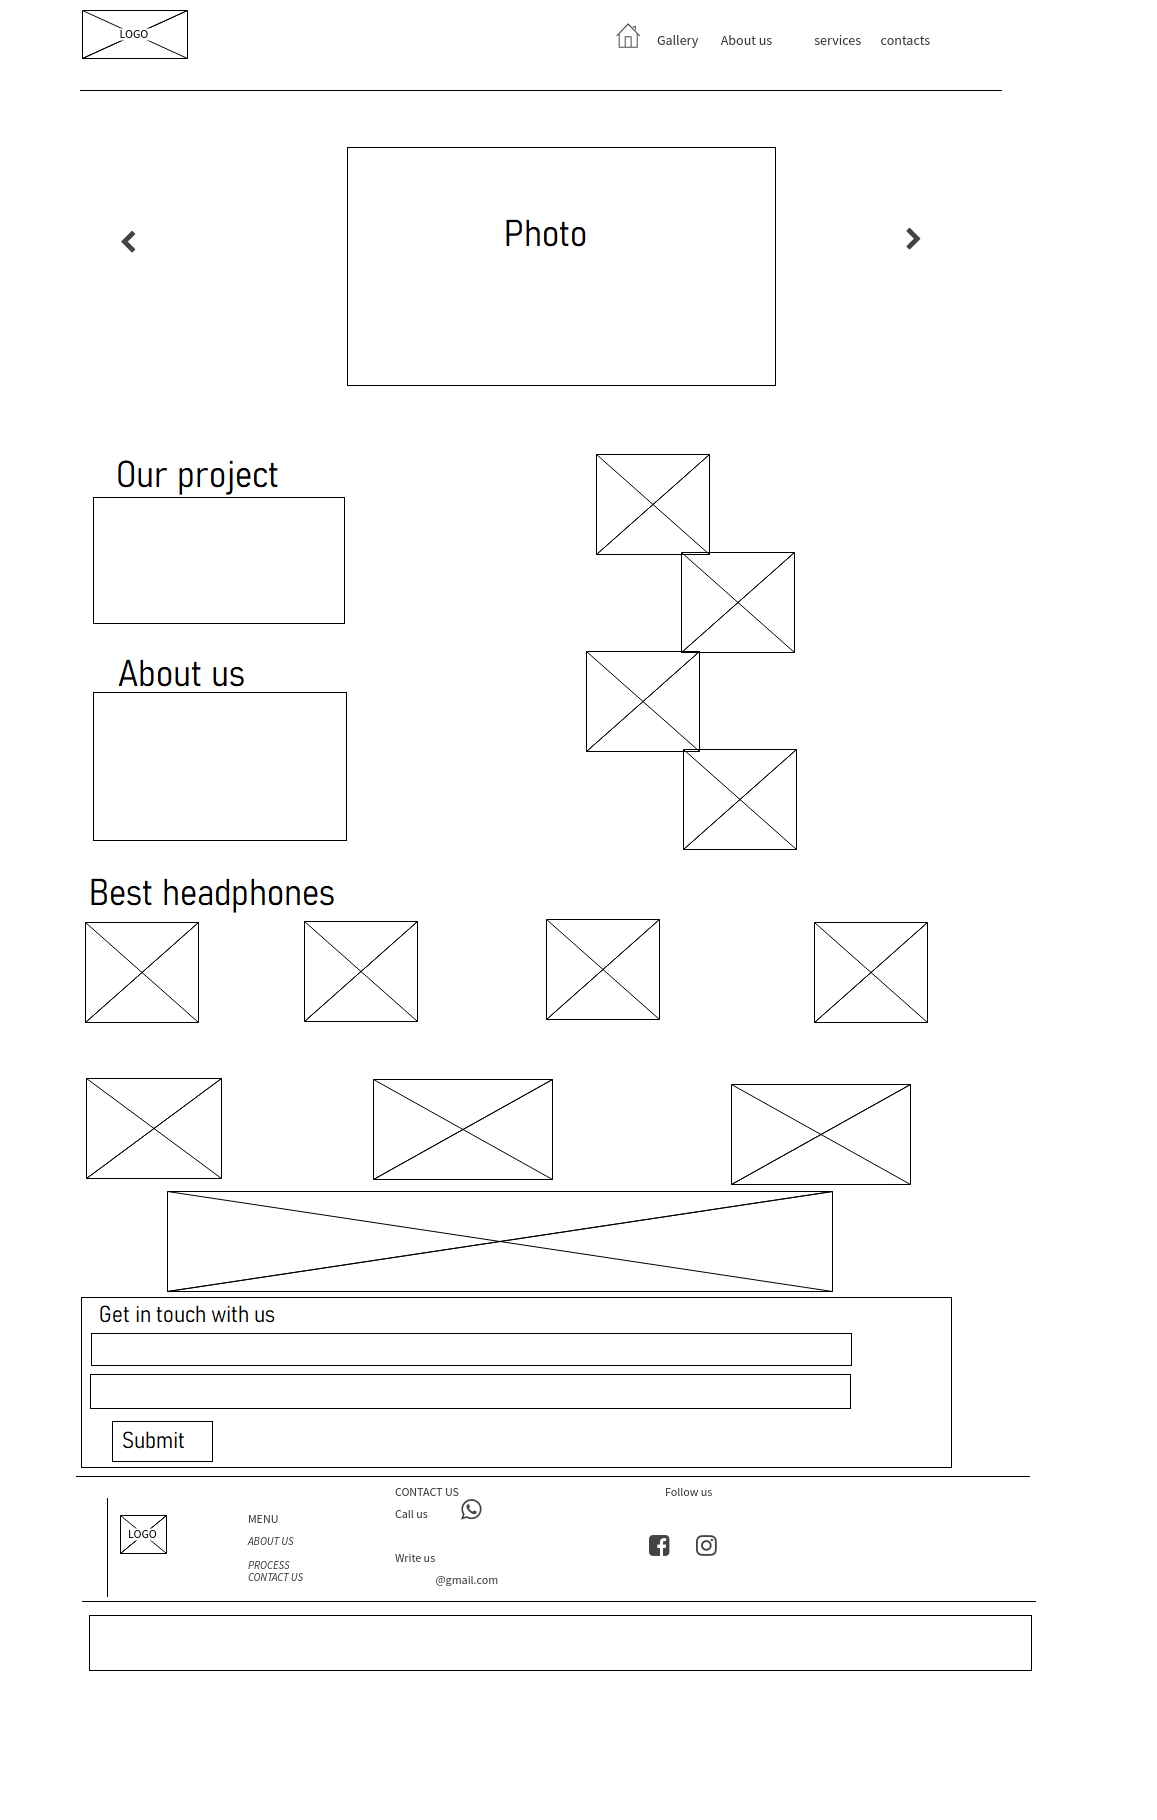 LOGO
Gallery About us services contacts
Photo
Our project
About us
Best headphones
Get in touch with us
Submit
LOGO
MENU
ABOUT US
PROCESS
CONTACT US
CONTACT US
Call us
Write us
@gmail.com
Follow us